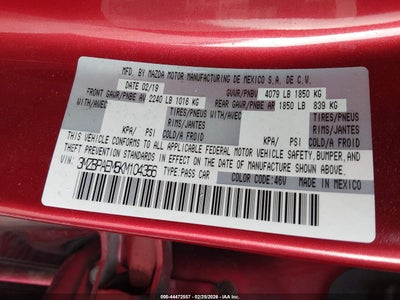 MFD. BY MAZDA MOTOR MANUFACTURING DE MEXICO S.A. DE C.V.
DATE 02/19 GVWR/PNBV 4079 LB 1850 KG
FRONT GAWR/PNBE AV 2240 LB 1016 KG REAR GAWR/PNBE AR 1850 LB 839 KG
WITH/AVEC TIRES/PNEUS WITH/AVEC TIRES/PNEUS
RIMS/JANTES RIMS/JANTES
KPA/ PSI KPA/ PSI
COLD/A FROID COLD/A FROID
THIS VEHICLE CONFORMS TO ALL APPLICABLE FEDERAL MOTOR VEHICLE SAFETY, BUMPER, AND
THEFT PREVENTION STANDARDS IN EFFECT ON THE DATE OF MANUFACTURE SHOWN ABOVE.
VIN: 3MZBPAEM5KM104356 TYPE: PASS CAR
COLOR CODE: 46V MADE IN MEXICO
000-44472557 - 02/25/2026 - IAA Inc.